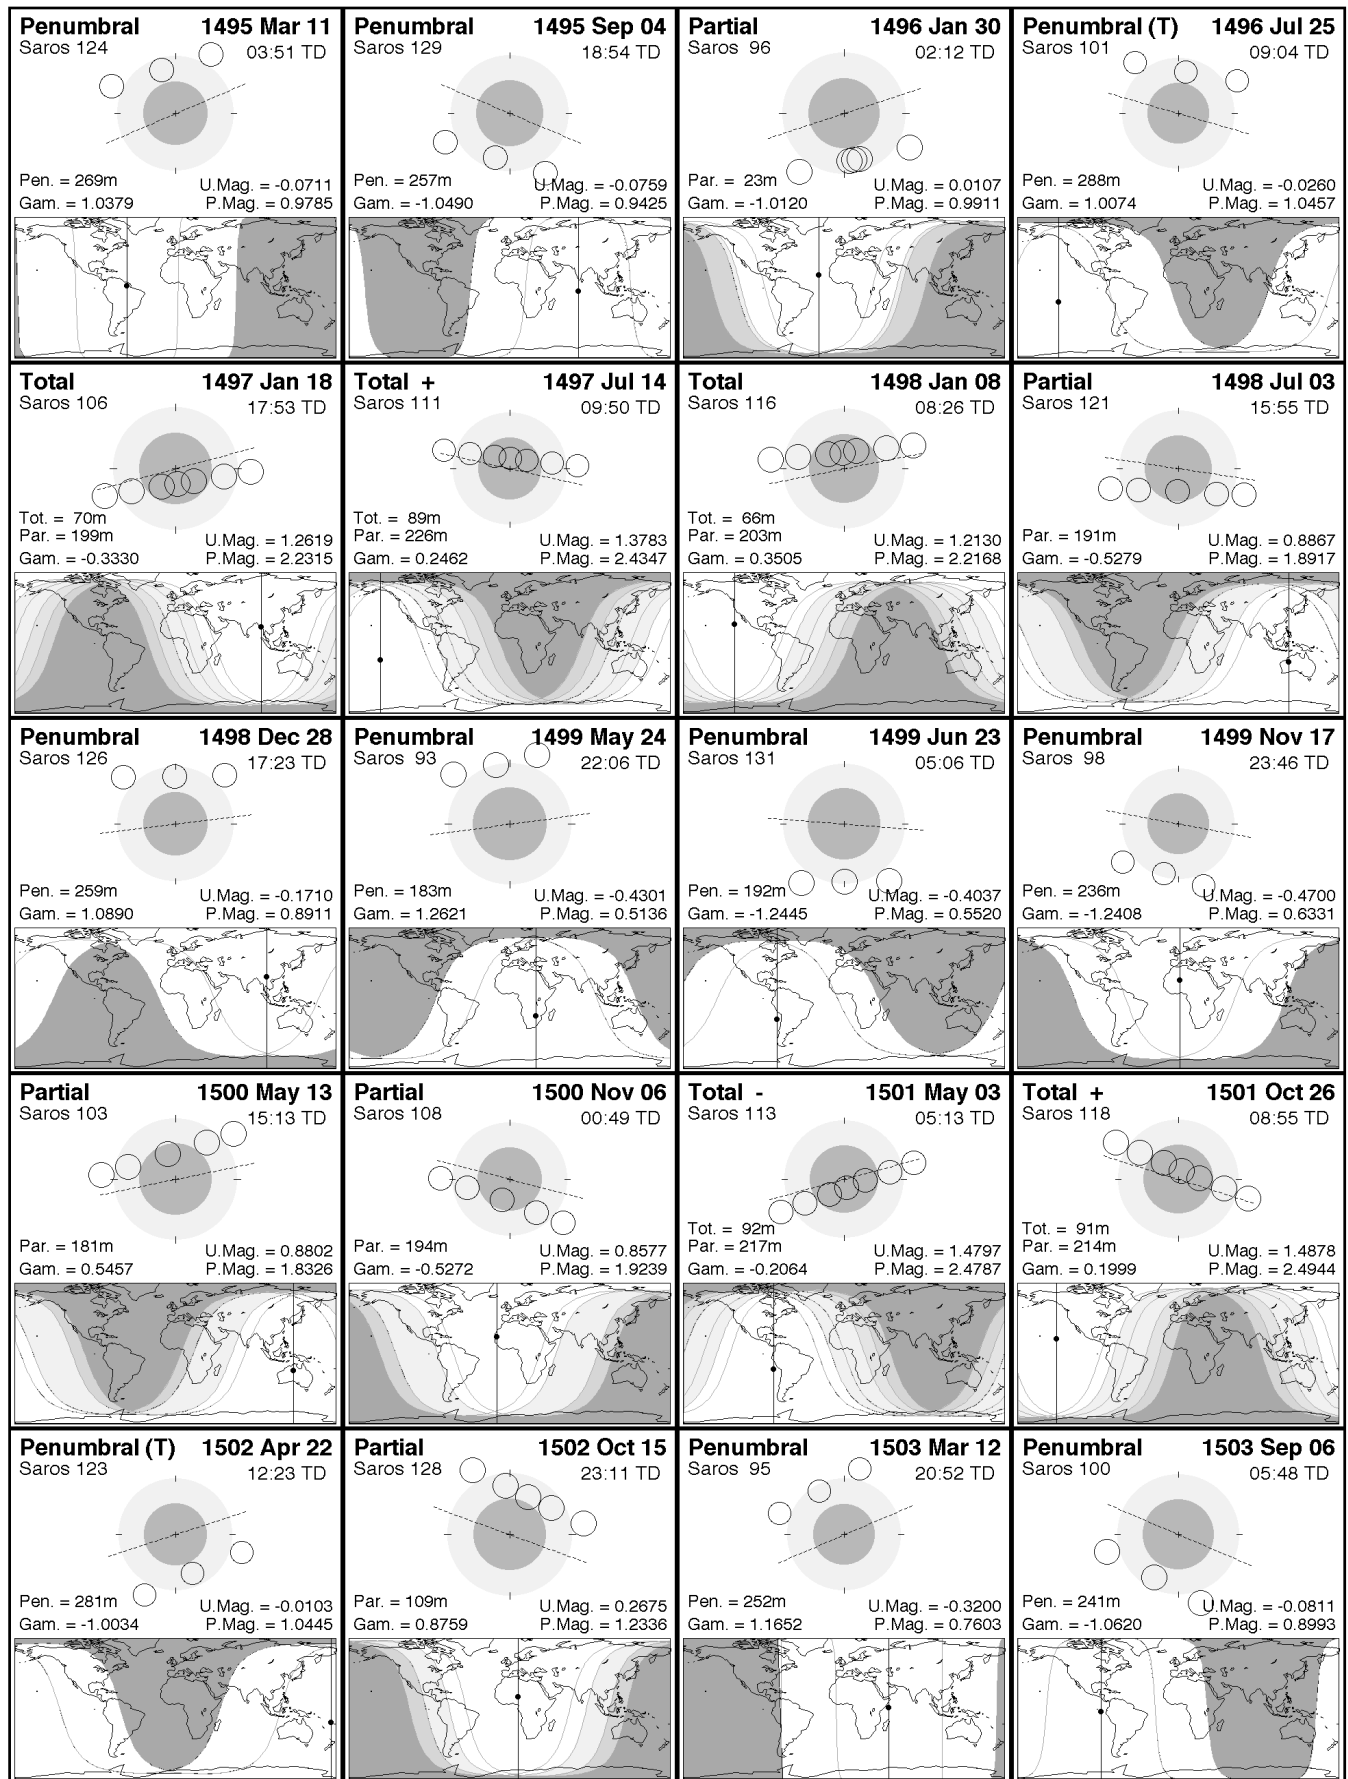 Penumbral 1495 Mar 11
Saros 124 03:51 TD
Pen. = 269m U.Mag. = -0.0711
Gam. = 1.0379 P.Mag. = 0.9785
Penumbral 1495 Sep 04
Saros 129 18:54 TD
Pen. = 257m U.Mag. = -0.0759
Gam. = -1.0490 P.Mag. = 0.9425
Partial 1496 Jan 30
Saros 96 02:12 TD
Par. = 23m U.Mag. = 0.0107
Gam. = -1.0120 P.Mag. = 0.9911
Penumbral (T) 1496 Jul 25
Saros 101 09:04 TD
Pen. = 288m U.Mag. = -0.0260
Gam. = 1.0074 P.Mag. = 1.0457
Total 1497 Jan 18
Saros 106 17:53 TD
Tot. = 70m
Par. = 199m U.Mag. = 1.2619
Gam. = -0.3330 P.Mag. = 2.2315
Total + 1497 Jul 14
Saros 111 09:50 TD
Tot. = 89m
Par. = 226m U.Mag. = 1.3783
Gam. = 0.2462 P.Mag. = 2.4347
Total 1498 Jan 08
Saros 116 08:26 TD
Tot. = 66m
Par. = 203m U.Mag. = 1.2130
Gam. = 0.3505 P.Mag. = 2.2168
Partial 1498 Jul 03
Saros 121 15:55 TD
Par. = 191m U.Mag. = 0.8867
Gam. = -0.5279 P.Mag. = 1.8917
Penumbral 1498 Dec 28
Saros 126 17:23 TD
Pen. = 259m U.Mag. = -0.1710
Gam. = 1.0890 P.Mag. = 0.8911
Penumbral 1499 May 24
Saros 93 22:06 TD
Pen. = 183m U.Mag. = -0.4301
Gam. = 1.2621 P.Mag. = 0.5136
Penumbral 1499 Jun 23
Saros 131 05:06 TD
Pen. = 192m U.Mag. = -0.4037
Gam. = -1.2445 P.Mag. = 0.5520
Penumbral 1499 Nov 17
Saros 98 23:46 TD
Pen. = 236m U.Mag. = -0.4700
Gam. = -1.2408 P.Mag. = 0.6331
Partial 1500 May 13
Saros 103 15:13 TD
Par. = 181m U.Mag. = 0.8802
Gam. = 0.5457 P.Mag. = 1.8326
Partial 1500 Nov 06
Saros 108 00:49 TD
Par. = 194m U.Mag. = 0.8577
Gam. = -0.5272 P.Mag. = 1.9239
Total - 1501 May 03
Saros 113 05:13 TD
Tot. = 92m
Par. = 217m U.Mag. = 1.4797
Gam. = -0.2064 P.Mag. = 2.4787
Total + 1501 Oct 26
Saros 118 08:55 TD
Tot. = 91m
Par. = 214m U.Mag. = 1.4878
Gam. = 0.1999 P.Mag. = 2.4944
Penumbral (T) 1502 Apr 22
Saros 123 12:23 TD
Pen. = 281m U.Mag. = -0.0103
Gam. = -1.0034 P.Mag. = 1.0445
Partial 1502 Oct 15
Saros 128 23:11 TD
Par. = 109m U.Mag. = 0.2675
Gam. = 0.8759 P.Mag. = 1.2336
Penumbral 1503 Mar 12
Saros 95 20:52 TD
Pen. = 252m U.Mag. = -0.3200
Gam. = 1.1652 P.Mag. = 0.7603
Penumbral 1503 Sep 06
Saros 100 05:48 TD
Pen. = 241m U.Mag. = -0.0811
Gam. = -1.0620 P.Mag. = 0.8993